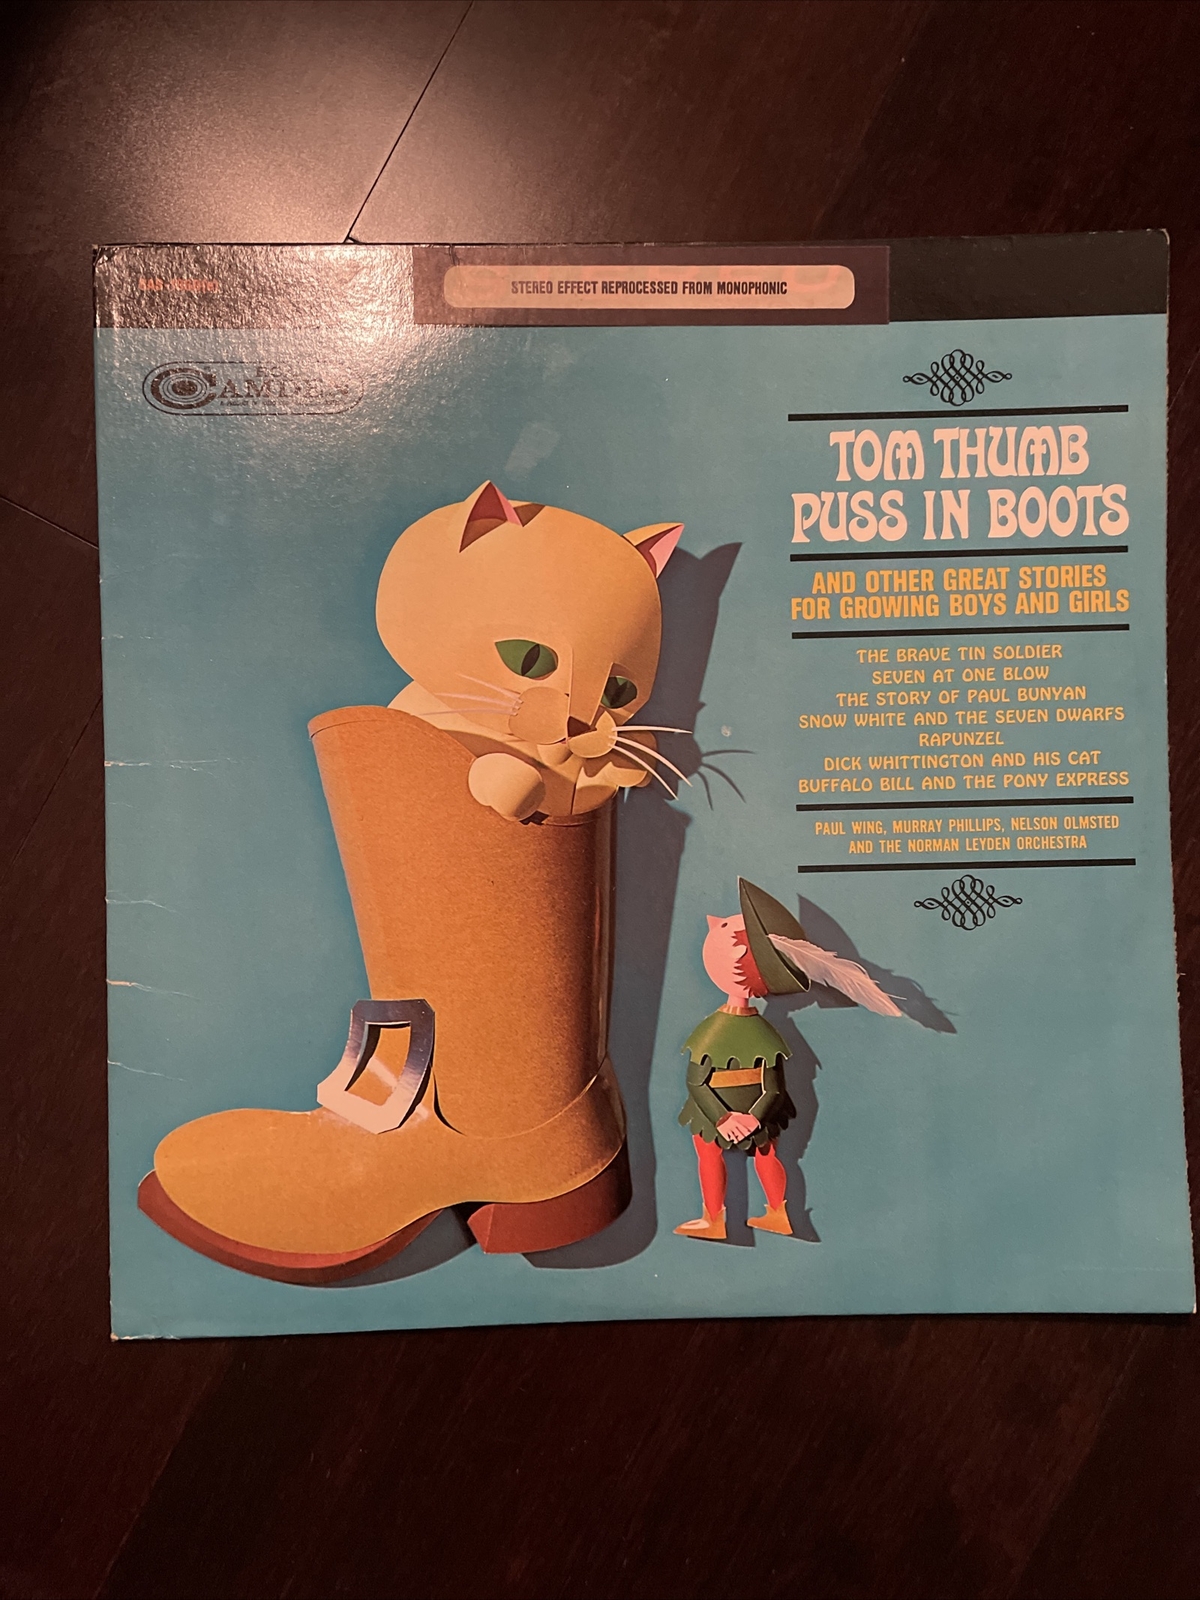 STEREO EFFECT REPROCESSED FROM MONOPHONIC
CAMDEN
TOM THUMB
PUSS IN BOOTS
AND OTHER GREAT STORIES
FOR GROWING BOYS AND GIRLS
THE BRAVE TIN SOLDIER
SEVEN AT ONE BLOW
THE STORY OF PAUL BUNYAN
SNOW WHITE AND THE SEVEN DWARFS
RAPUNZEL
DICK WHITTINGTON AND HIS CAT
BUFFALO BILL AND THE PONY EXPRESS
PAUL WING, MURRAY PHILLIPS, NELSON OLMSTED
AND THE NORMAN LEYDEN ORCHESTRA